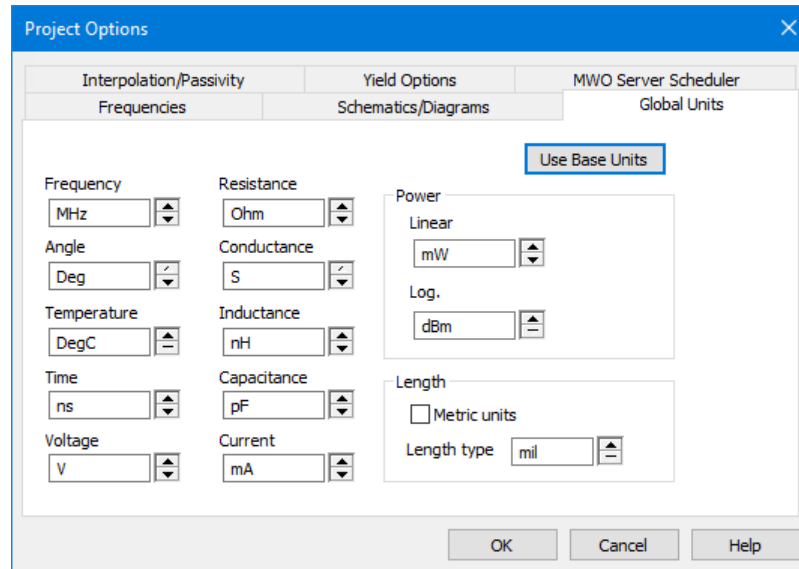 Project Options
Interpolation/Passivity
Yield Options
MWO Server Scheduler
Frequencies
Schematics/Diagrams
Global Units
Use Base Units
Frequency
MHz
Angle
Deg
Temperature
DegC
Time
ns
Voltage
V
Resistance
Ohm
Conductance
S
Inductance
nH
Capacitance
pF
Current
mA
Power
Linear
mW
Log.
dBm
Length
Metric units
Length type
mil
OK
Cancel
Help